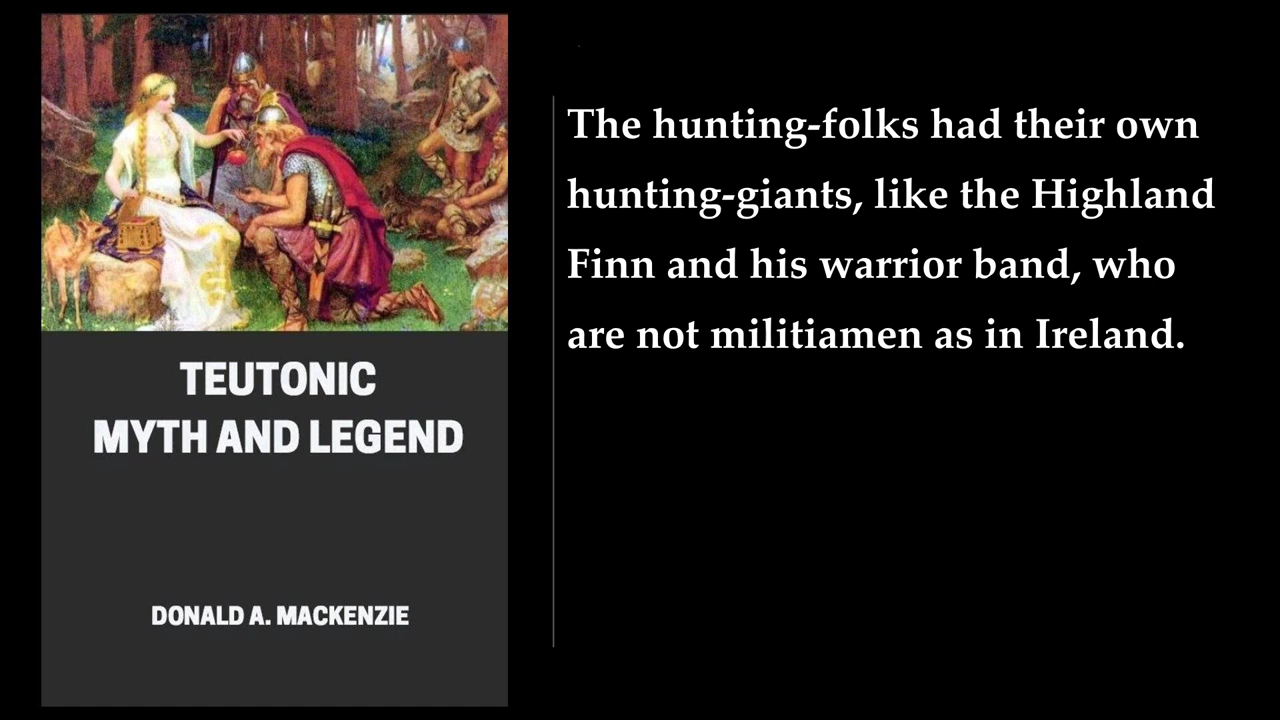 TEUTONIC
MYTH AND LEGEND
DONALD A. MACKENZIE
The hunting-folks had their own
hunting-giants, like the Highland
Finn and his warrior band, who
are not militiamen as in Ireland.